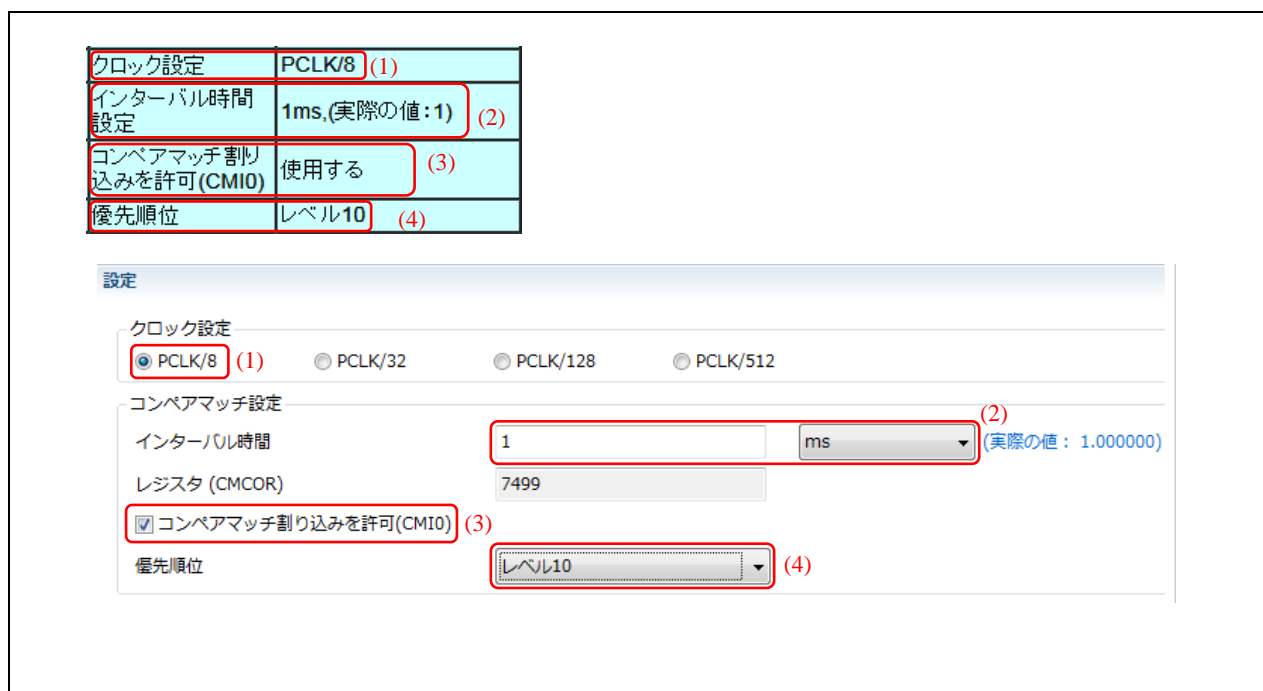 クロック設定 PCLK/8 (1)
インターバル時間
設定 1ms,(実際の値:1) (2)
コンペアマッチ割り
込みを許可(CMI0) 使用する (3)
優先順位 レベル10 (4)
設定
クロック設定
PCLK/8 (1) PCLK/32 PCLK/128 PCLK/512
コンペアマッチ設定
(2)
インターバル時間 1 ms (実際の値: 1.000000)
レジスタ (CMCOR) 7499
コンペアマッチ割り込みを許可(CMI0) (3)
優先順位 レベル10 (4)